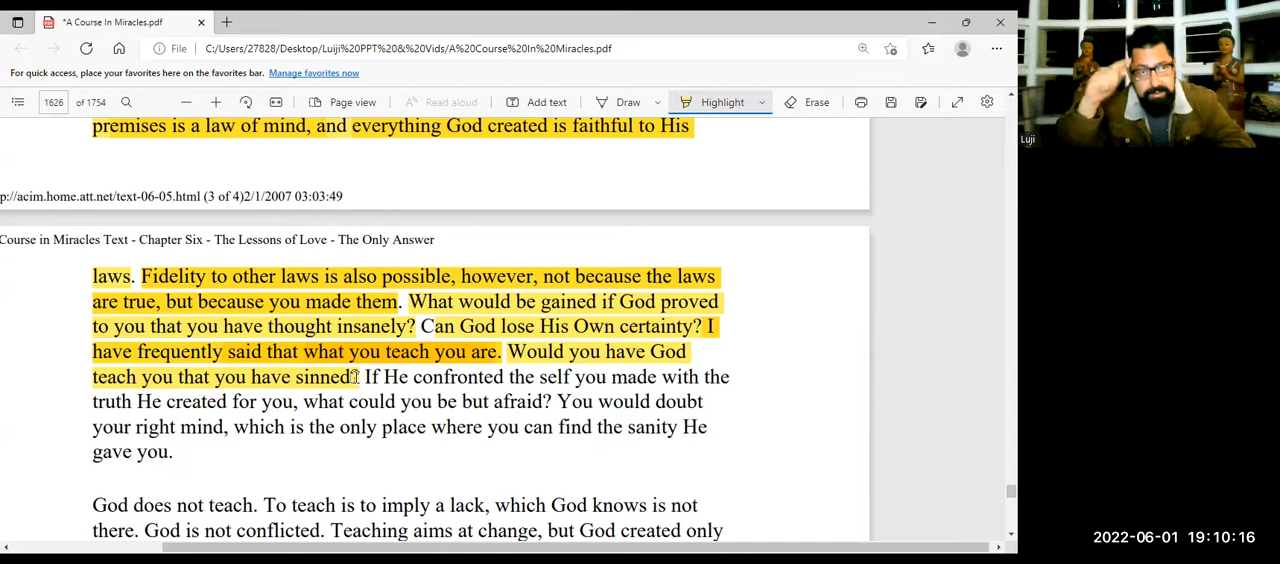 *A Course In Miracles.pdf
File
C:/Users/27828/Desktop/Luiji%20PPT%20&%20Vids/A%20Course%20In%20Miracles.pdf
For quick access, place your favorites here on the favorites bar. Manage favorites now
1626 of 1754
Page view
Read aloud
Add text
Draw
Highlight
Erase
premises is a law of mind, and everything God created is faithful to His
p://acim.home.att.net/text-06-05.html (3 of 4)2/1/2007 03:03:49
Course in Miracles Text - Chapter Six - The Lessons of Love - The Only Answer
laws. Fidelity to other laws is also possible, however, not because the laws
are true, but because you made them. What would be gained if God proved
to you that you have thought insanely? Can God lose His Own certainty? I
have frequently said that what you teach you are. Would you have God
teach you that you have sinned? If He confronted the self you made with the
truth He created for you, what could you be but afraid? You would doubt
your right mind, which is the only place where you can find the sanity He
gave you.
God does not teach. To teach is to imply a lack, which God knows is not
there. God is not conflicted. Teaching aims at change, but God created only
Luji
2022-06-01 19:10:16